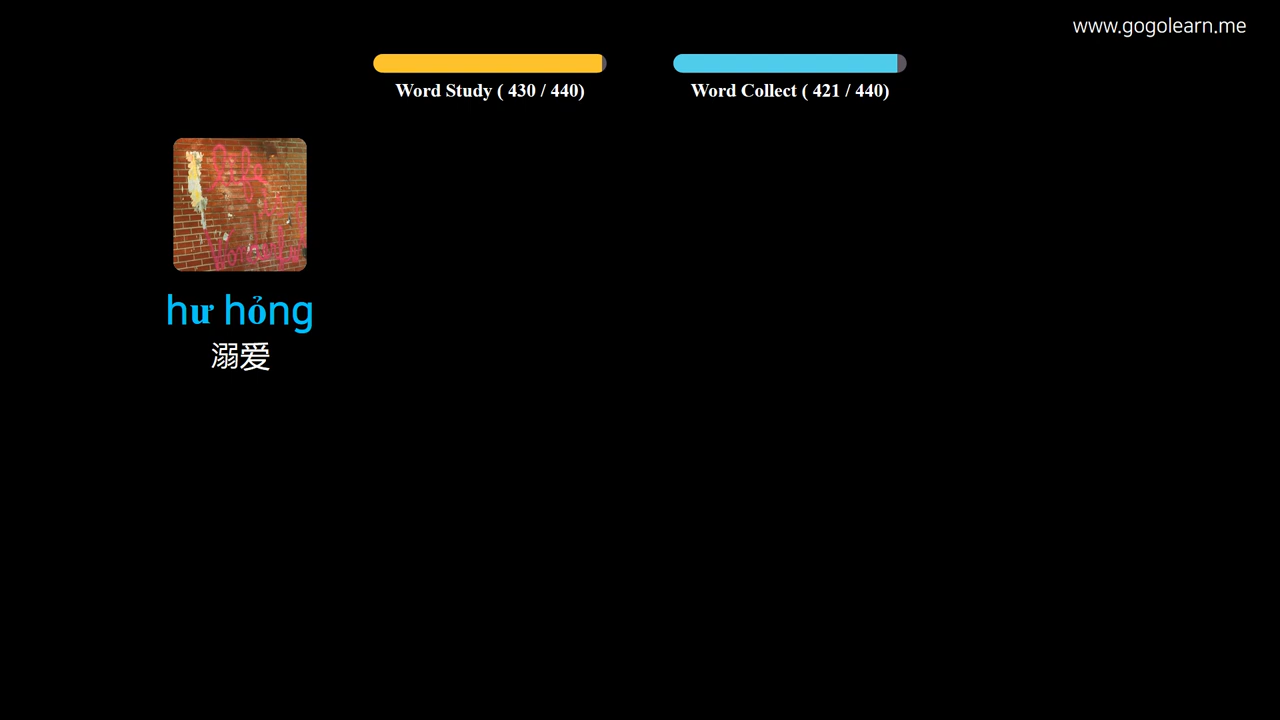 www.gogolearn.me
Word Study ( 430 / 440)
Word Collect ( 421 / 440)
hư hỏng
溺爱